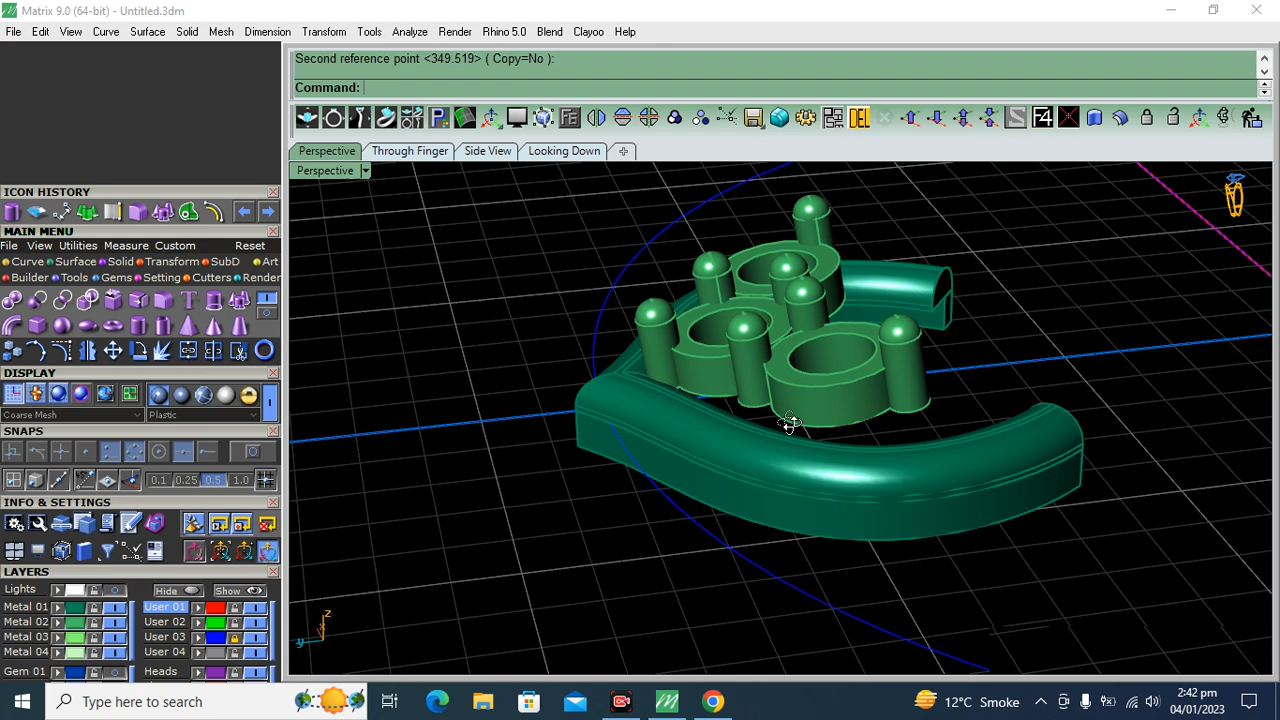 Matrix 9.0 (64-bit) - Untitled.3dm
File Edit View Curve Surface Solid Mesh Dimension Transform Tools Analyze Render Rhino 5.0 Blend Clayoo Help
Second reference point <349.519> ( Copy=No ):
Command:
Perspective Through Finger Side View Looking Down
Perspective
ICON HISTORY
MAIN MENU
File View Utilities Measure Custom Reset
Curve Surface Solid Transform SubD Art
Builder Tools Gems Setting Cutters Render
DISPLAY
Coarse Mesh Plastic
SNAPS
0.1 0.25 0.5 1.0
INFO & SETTINGS
LAYERS
Lights Hide Show
Metal 01 User 01
Metal 02 User 02
Metal 03 User 03
Metal 04 User 04
Gem 01 Heads
z
y
Type here to search
12°C Smoke
2:42 pm
04/01/2023